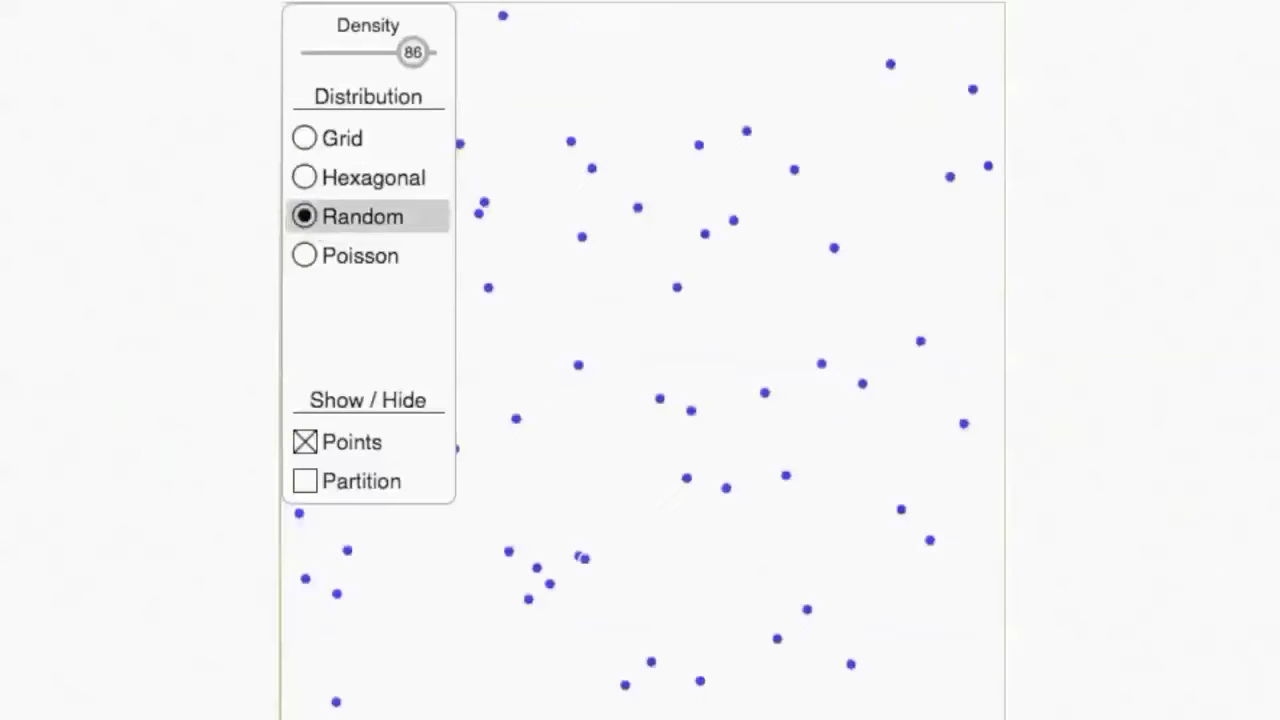 Density
86
Distribution
Grid
Hexagonal
Random
Poisson
Show / Hide
Points
Partition